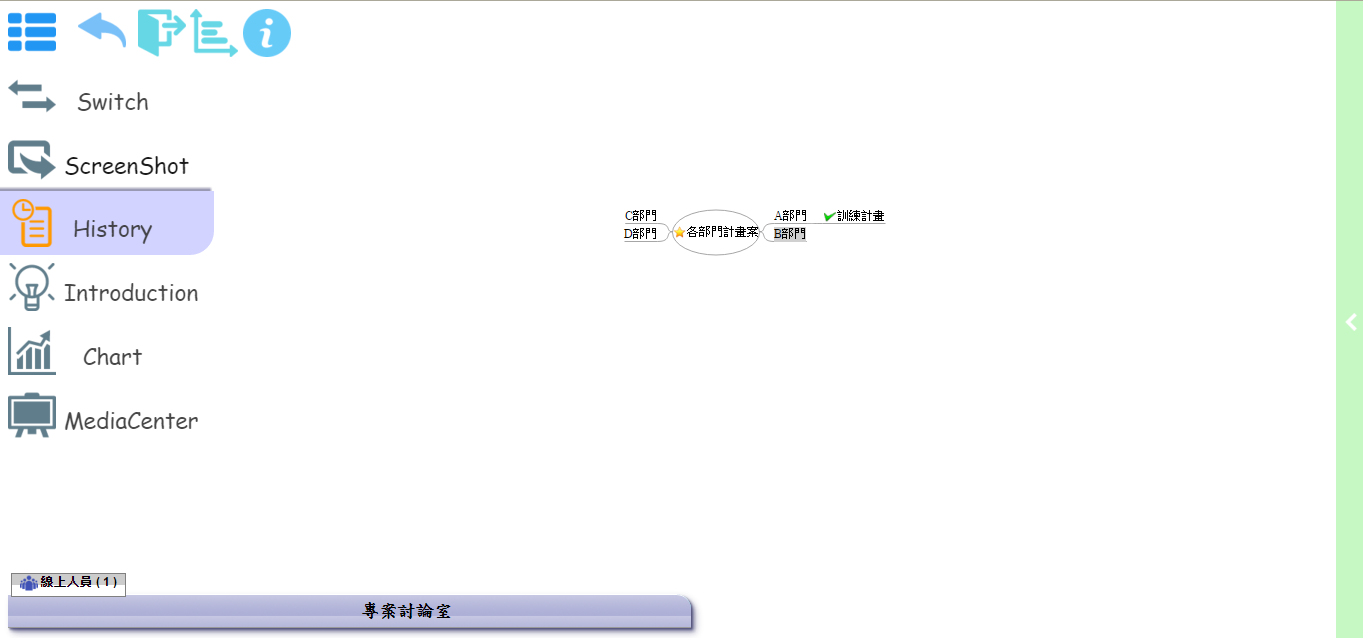 Switch
ScreenShot
History
Introduction
Chart
MediaCenter
C部門
D部門
各部門計畫案
A部門
訓練計畫
B部門
線上人員(1)
專案討論室